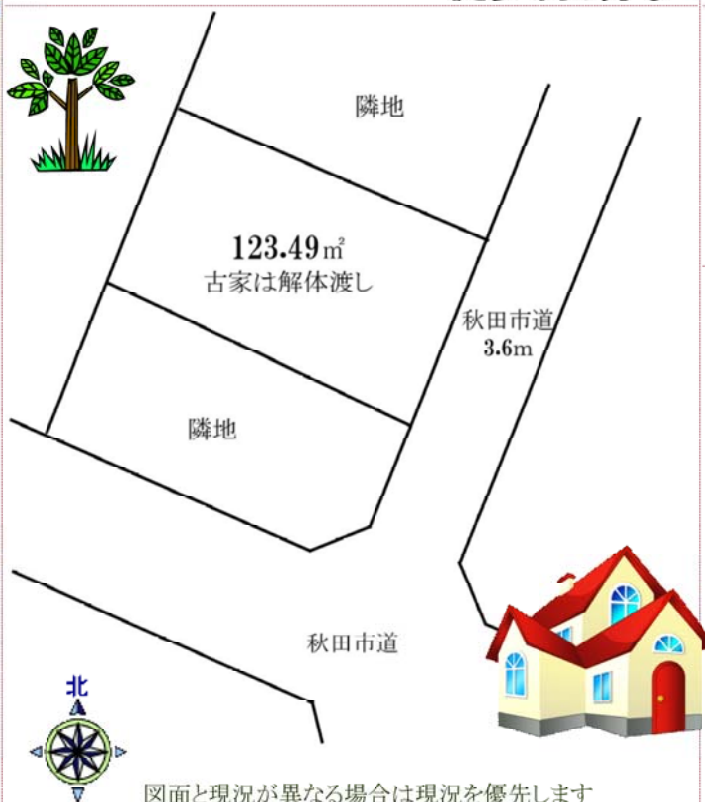 隣地
123.49㎡
古家は解体渡し
秋田市道
3.6m
隣地
秋田市道
北
図面と現況が異なる場合は現況を優先します